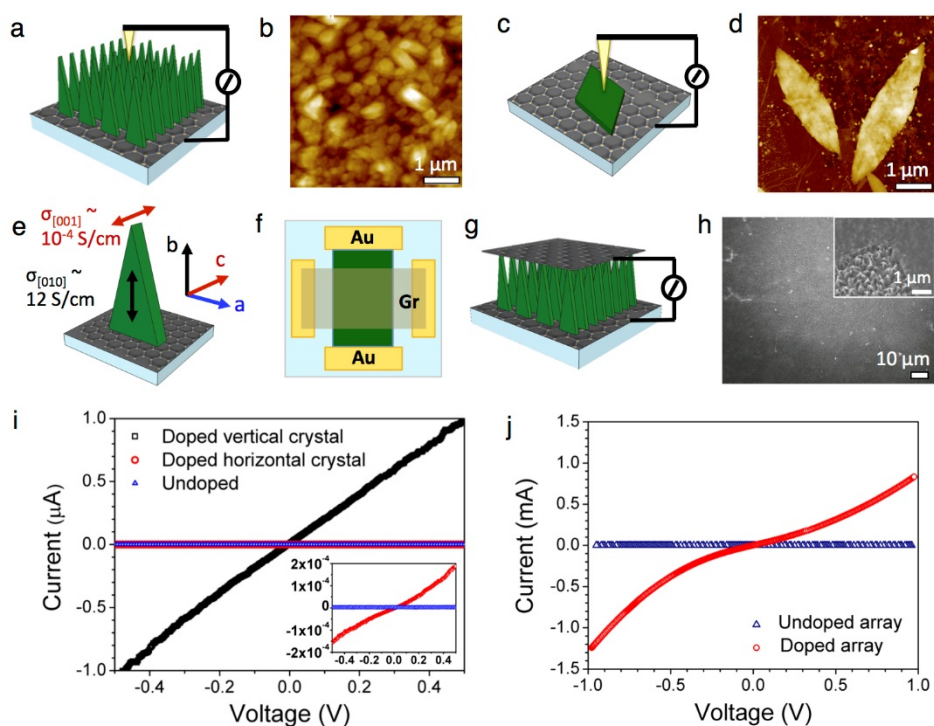 a
b
1 µm
c
d
1 µm
e
σ[001] ~
10⁻⁴ S/cm
σ[010] ~
12 S/cm
b
c
a
f
Au
Gr
Au
g
h
1 µm
10 µm
i
1.0
0.5
0.0
-0.5
-1.0
Current (µA)
Doped vertical crystal
Doped horizontal crystal
Undoped
2x10⁻⁴
1x10⁻⁴
0
-1x10⁻⁴
-2x10⁻⁴
-0.4 -0.2 0.0 0.2 0.4
-0.4 -0.2 0.0 0.2 0.4
Voltage (V)
j
1.5
1.0
0.5
0.0
-0.5
-1.0
-1.5
Current (mA)
Undoped array
Doped array
-1.0 -0.5 0.0 0.5 1.0
Voltage (V)